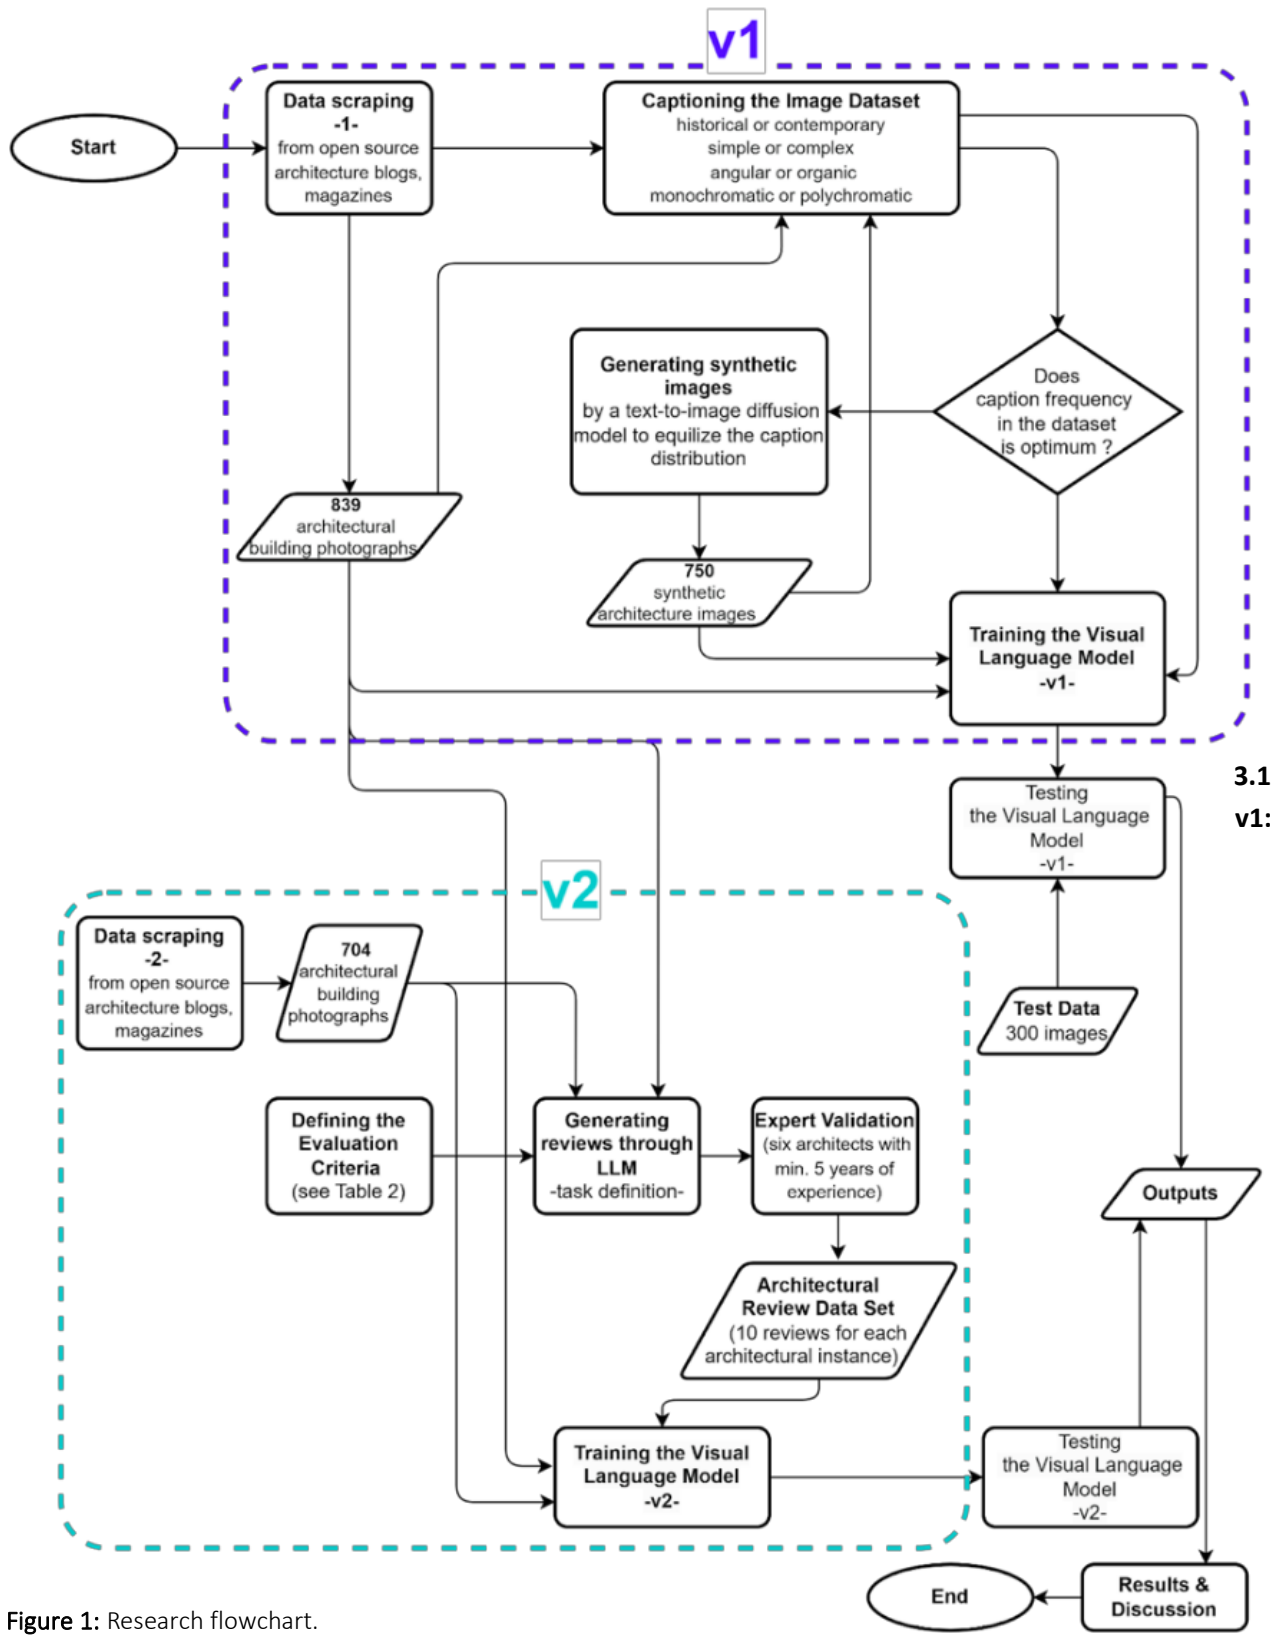 v1
Start
Data scraping
-1-
from open source
architecture blogs,
magazines
Captioning the Image Dataset
historical or contemporary
simple or complex
angular or organic
monochromatic or polychromatic
Generating synthetic
images
by a text-to-image diffusion
model to equilize the caption
distribution
Does
caption frequency
in the dataset
is optimum ?
839
architectural
building photographs
750
synthetic
architecture images
Training the Visual
Language Model
-v1-
3.1
v1:
Testing
the Visual Language
Model
-v1-
v2
Data scraping
-2-
from open source
architecture blogs,
magazines
704
architectural
building
photographs
Test Data
300 images
Defining the
Evaluation
Criteria
(see Table 2)
Generating
reviews through
LLM
-task definition-
Expert Validation
(six architects with
min. 5 years of
experience)
Outputs
Architectural
Review Data Set
(10 reviews for each
architectural instance)
Training the Visual
Language Model
-v2-
Testing
the Visual Language
Model
-v2-
End
Results &
Discussion
Figure 1: Research flowchart.